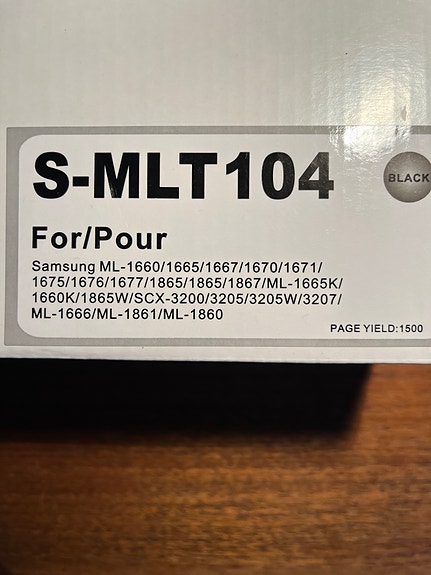 S-MLT104
BLACK
For/Pour
Samsung ML-1660/1665/1667/1670/1671/
1675/1676/1677/1865/1865/1867/ML-1665K/
1660K/1865W/SCX-3200/3205/3205W/3207/
ML-1666/ML-1861/ML-1860
PAGE YIELD:1500